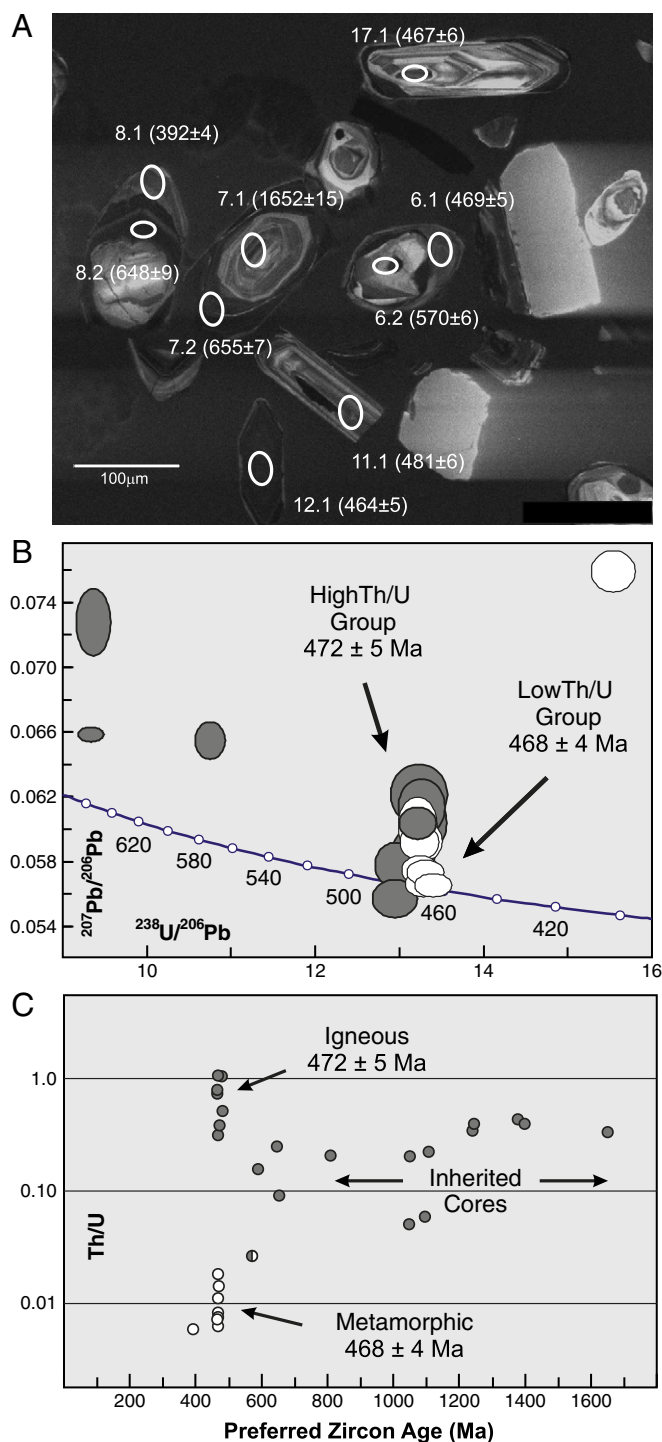 A
17.1 (467±6)
8.1 (392±4)
7.1 (1652±15)
6.1 (469±5)
8.2 (648±9)
6.2 (570±6)
7.2 (655±7)
11.1 (481±6)
100µm
12.1 (464±5)
B
0.074
0.070
0.066
0.062
0.058
0.054
HighTh/U
Group
472 ± 5 Ma
LowTh/U
Group
468 ± 4 Ma
620
580
540
500
460
420
207Pb/206Pb
238U/206Pb
10
12
14
16
C
Igneous
472 ± 5 Ma
1.0
0.10
0.01
Inherited
Cores
Th/U
Metamorphic
468 ± 4 Ma
200
400
600
800
1000
1200
1400
1600
Preferred Zircon Age (Ma)